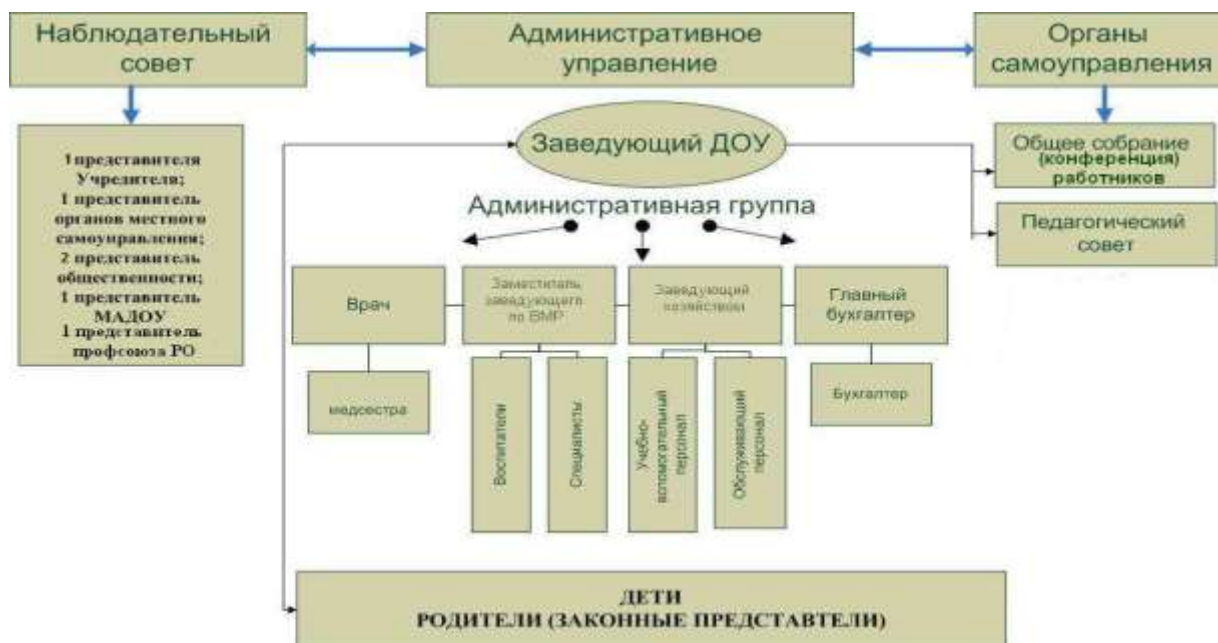 Наблюдательный
совет
Административное
управление
Органы
самоуправления
1 представителя
Учредителя;
1 представитель
органов местного
самоуправления;
2 представитель
общественности;
1 представитель
МАДОУ
1 представитель
профсоюза РО
Заведующий ДОУ
Общее собрание
(конференция)
работников
Педагогический
совет
Административная группа
Врач
Заместитель
заведующего
по ВМР
Заведующий
хозяйством
Главный
бухгалтер
медсестра
Воспитатели
Специалисты
Учебно-
вспомогательный
персонал
Обслуживающий
персонал
Бухгалтер
ДЕТИ
РОДИТЕЛИ (ЗАКОННЫЕ ПРЕДСТАВТЕЛИ)